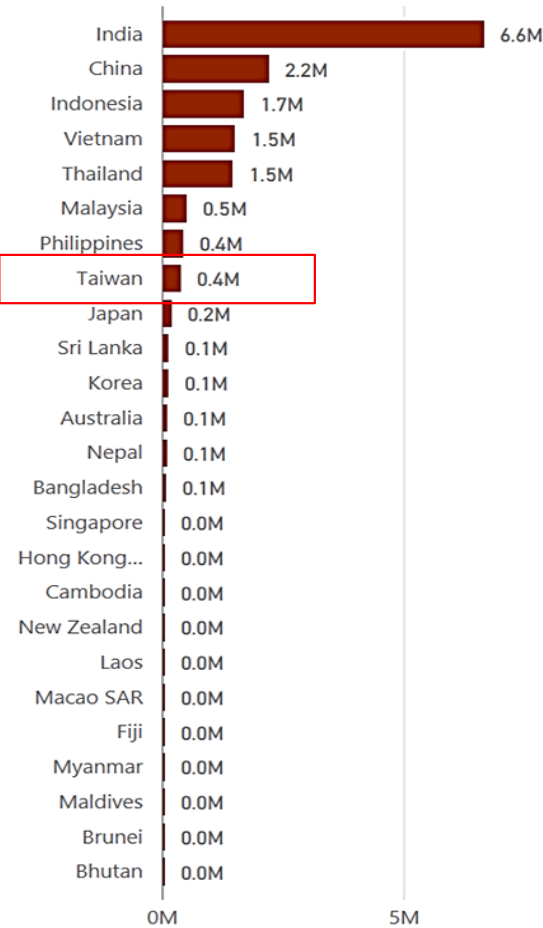 India 6.6M
China 2.2M
Indonesia 1.7M
Vietnam 1.5M
Thailand 1.5M
Malaysia 0.5M
Philippines 0.4M
Taiwan 0.4M
Japan 0.2M
Sri Lanka 0.1M
Korea 0.1M
Australia 0.1M
Nepal 0.1M
Bangladesh 0.1M
Singapore 0.0M
Hong Kong... 0.0M
Cambodia 0.0M
New Zealand 0.0M
Laos 0.0M
Macao SAR 0.0M
Fiji 0.0M
Myanmar 0.0M
Maldives 0.0M
Brunei 0.0M
Bhutan 0.0M
0M 5M